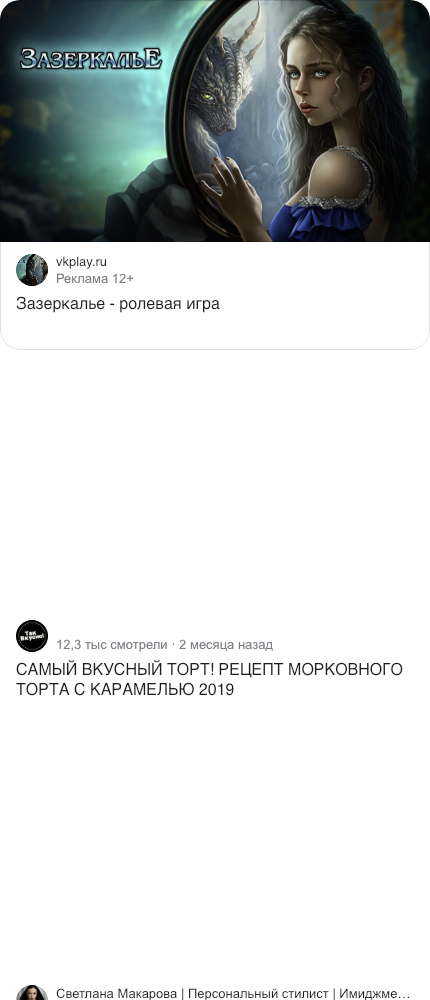 ЗАЗЕРКАЛЬЕ
vkplay.ru
Реклама 12+
Зазеркалье - ролевая игра
Так
Вкусно!
12,3 тыс смотрели · 2 месяца назад
САМЫЙ ВКУСНЫЙ ТОРТ! РЕЦЕПТ МОРКОВНОГО
ТОРТА С КАРАМЕЛЬЮ 2019
Светлана Макарова | Персональный стилист | Имиджме…